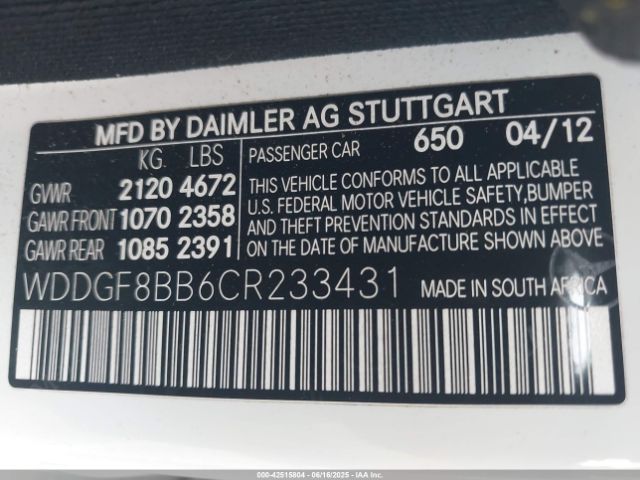 MFD BY DAIMLER AG STUTTGART
KG LBS
GVWR 2120 4672
GAWR FRONT 1070 2358
GAWR REAR 1085 2391
PASSENGER CAR 650 04/12
THIS VEHICLE CONFORMS TO ALL APPLICABLE
U.S. FEDERAL MOTOR VEHICLE SAFETY, BUMPER
AND THEFT PREVENTION STANDARDS IN EFFECT
ON THE DATE OF MANUFACTURE SHOWN ABOVE.
WDDGF8BB6CR233431 MADE IN SOUTH AFRICA
000-42515804 - 06/16/2025 - IAAI.COM